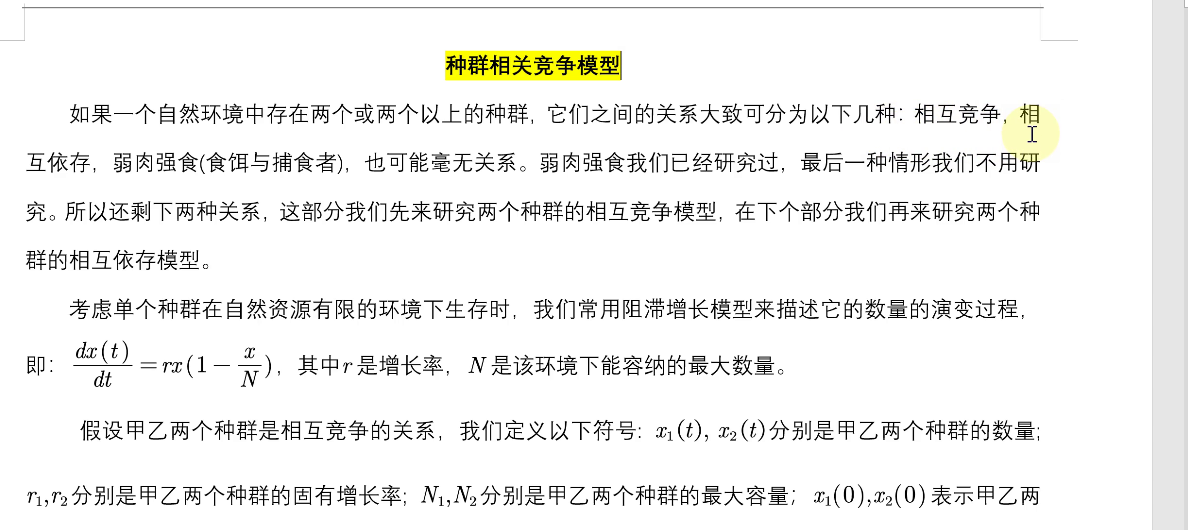 种群相关竞争模型
如果一个自然环境中存在两个或两个以上的种群，它们之间的关系大致可分为以下几种：相互竞争，相
互依存，弱肉强食(食饵与捕食者)，也可能毫无关系。弱肉强食我们已经研究过，最后一种情形我们不用研
究。所以还剩下两种关系，这部分我们先来研究两个种群的相互竞争模型，在下个部分我们再来研究两个种
群的相互依存模型。
考虑单个种群在自然资源有限的环境下生存时，我们常用阻滞增长模型来描述它的数量的演变过程，
即：dx(t)/dt = rx(1 − x/N)，其中r是增长率，N是该环境下能容纳的最大数量。
假设甲乙两个种群是相互竞争的关系，我们定义以下符号: x₁(t), x₂(t)分别是甲乙两个种群的数量;
r₁,r₂分别是甲乙两个种群的固有增长率; N₁,N₂分别是甲乙两个种群的最大容量; x₁(0),x₂(0)表示甲乙两